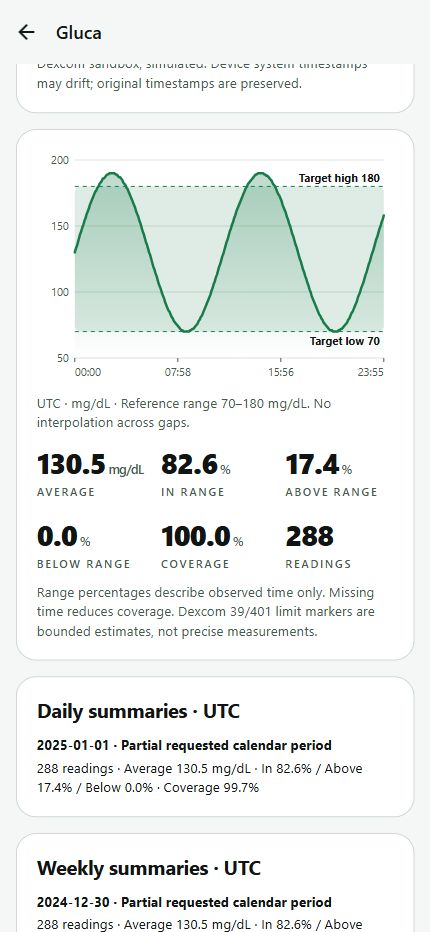 Gluca
Dexcom sandbox, simulated. Device system timestamps
may drift; original timestamps are preserved.
200
Target high 180
150
100
Target low 70
50
00:00 07:58 15:56 23:55
UTC · mg/dL · Reference range 70–180 mg/dL. No
interpolation across gaps.
130.5 mg/dL 82.6 % 17.4 %
AVERAGE IN RANGE ABOVE RANGE
0.0 % 100.0 % 288
BELOW RANGE COVERAGE READINGS
Range percentages describe observed time only. Missing
time reduces coverage. Dexcom 39/401 limit markers are
bounded estimates, not precise measurements.
Daily summaries · UTC
2025-01-01 · Partial requested calendar period
288 readings · Average 130.5 mg/dL · In 82.6% / Above
17.4% / Below 0.0% · Coverage 99.7%
Weekly summaries · UTC
2024-12-30 · Partial requested calendar period
288 readings · Average 130.5 mg/dL · In 82.6% / Above